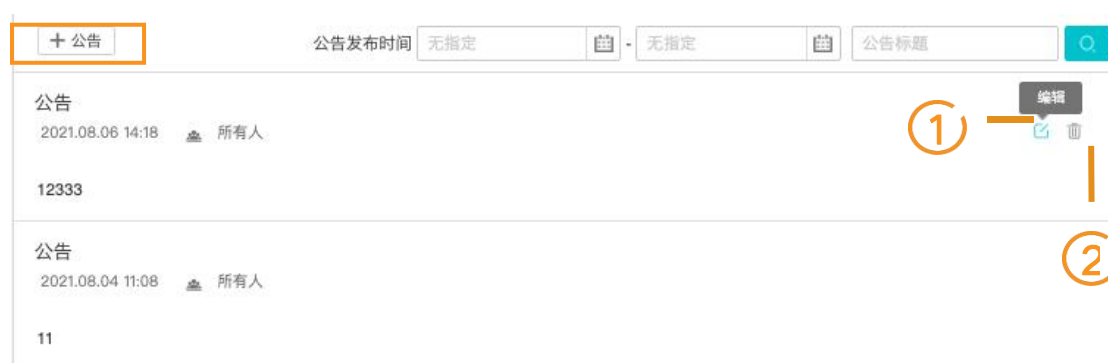 + 公告 公告发布时间 无指定 - 无指定 公告标题
公告
编辑
2021.08.06 14:18 所有人
①
12333
公告
②
2021.08.04 11:08 所有人
11